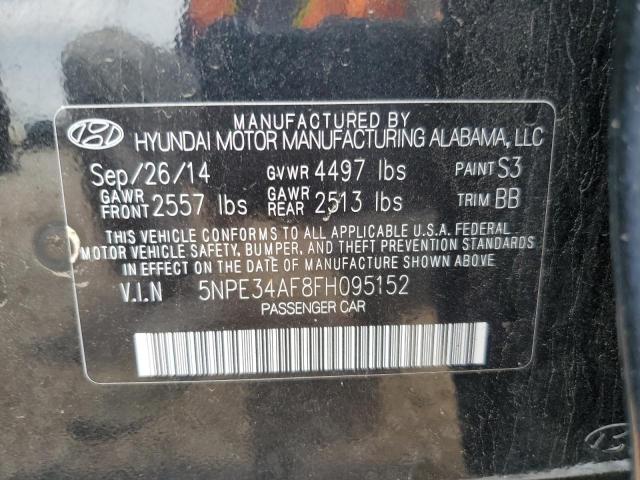 MANUFACTURED BY
HYUNDAI MOTOR MANUFACTURING ALABAMA, LLC
Sep/26/14 GVWR 4497 lbs PAINT S3
GAWR FRONT 2557 lbs GAWR REAR 2513 lbs TRIM BB
THIS VEHICLE CONFORMS TO ALL APPLICABLE U.S.A. FEDERAL
MOTOR VEHICLE SAFETY, BUMPER, AND THEFT PREVENTION STANDARDS
IN EFFECT ON THE DATE OF MANUFACTURE SHOWN ABOVE.
V.I.N 5NPE34AF8FH095152
PASSENGER CAR